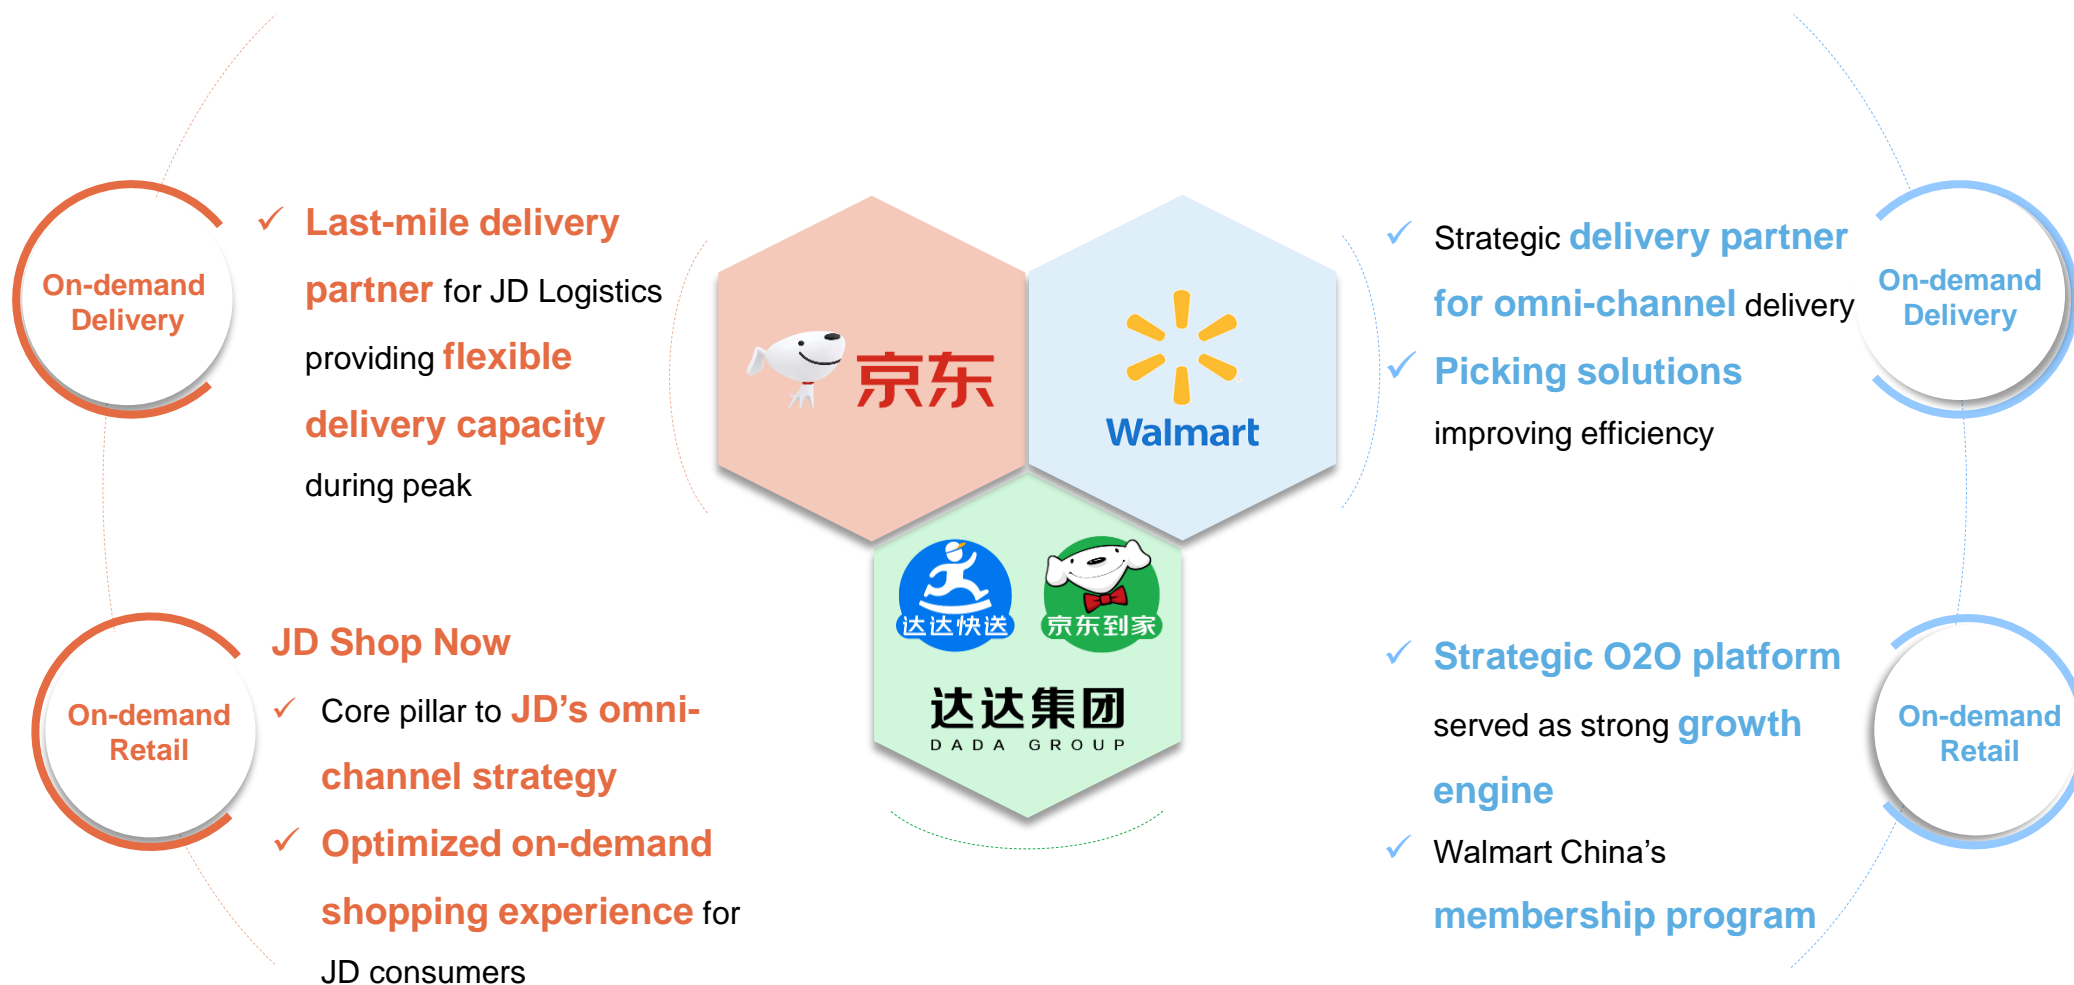 On-demand
Delivery
Last-mile delivery
partner for JD Logistics
providing flexible
delivery capacity
during peak
On-demand
Retail
JD Shop Now
Core pillar to JD’s omni-
channel strategy
Optimized on-demand
shopping experience for
JD consumers
京东
Walmart
达达快送
京东到家
达达集团
DADA GROUP
Strategic delivery partner
for omni-channel delivery
Picking solutions
improving efficiency
On-demand
Delivery
Strategic O2O platform
served as strong growth
engine
Walmart China’s
membership program
On-demand
Retail